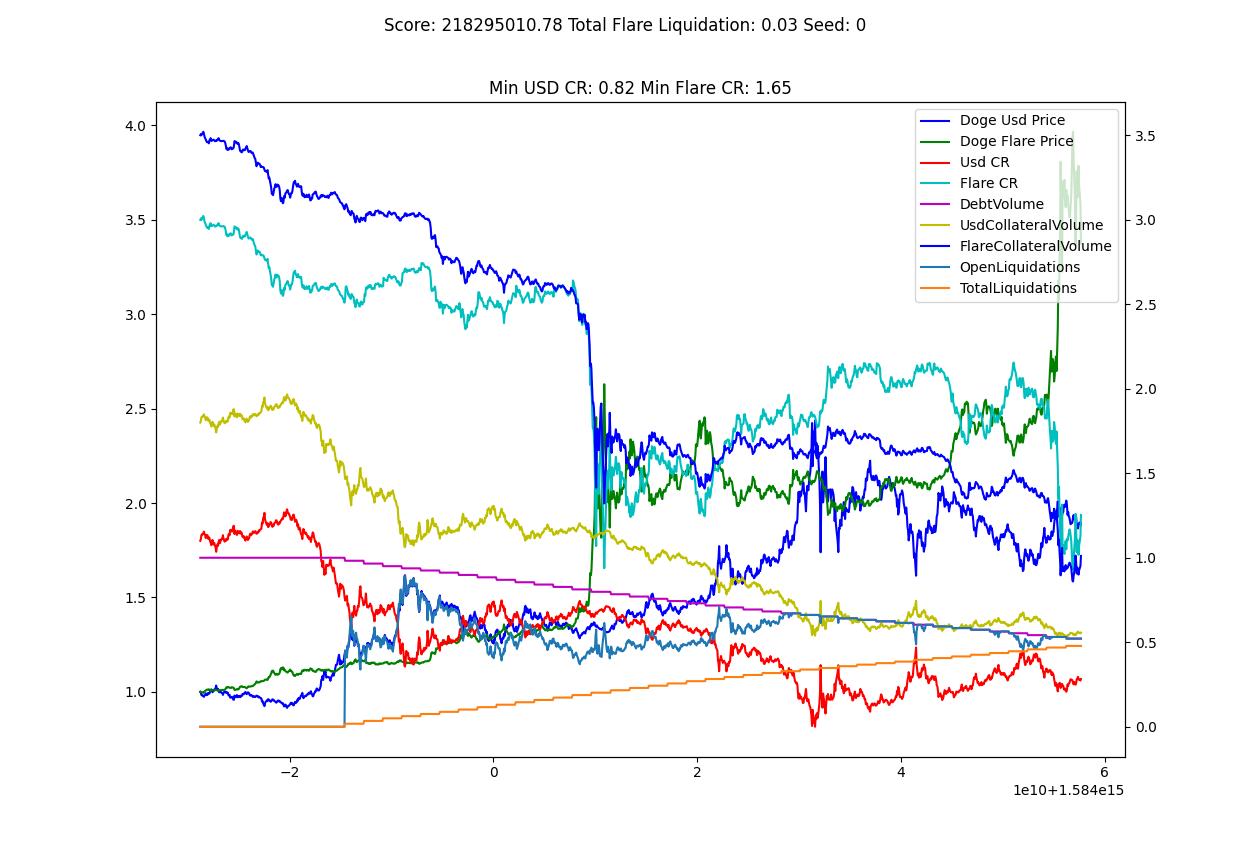 Score: 218295010.78 Total Flare Liquidation: 0.03 Seed: 0
Min USD CR: 0.82 Min Flare CR: 1.65
Doge Usd Price
Doge Flare Price
Usd CR
Flare CR
DebtVolume
UsdCollateralVolume
FlareCollateralVolume
OpenLiquidations
TotalLiquidations
4.0
3.5
3.0
2.5
2.0
1.5
1.0
3.5
3.0
2.5
2.0
1.5
1.0
0.5
0.0
−2
0
2
4
6
1e10+1.584e15